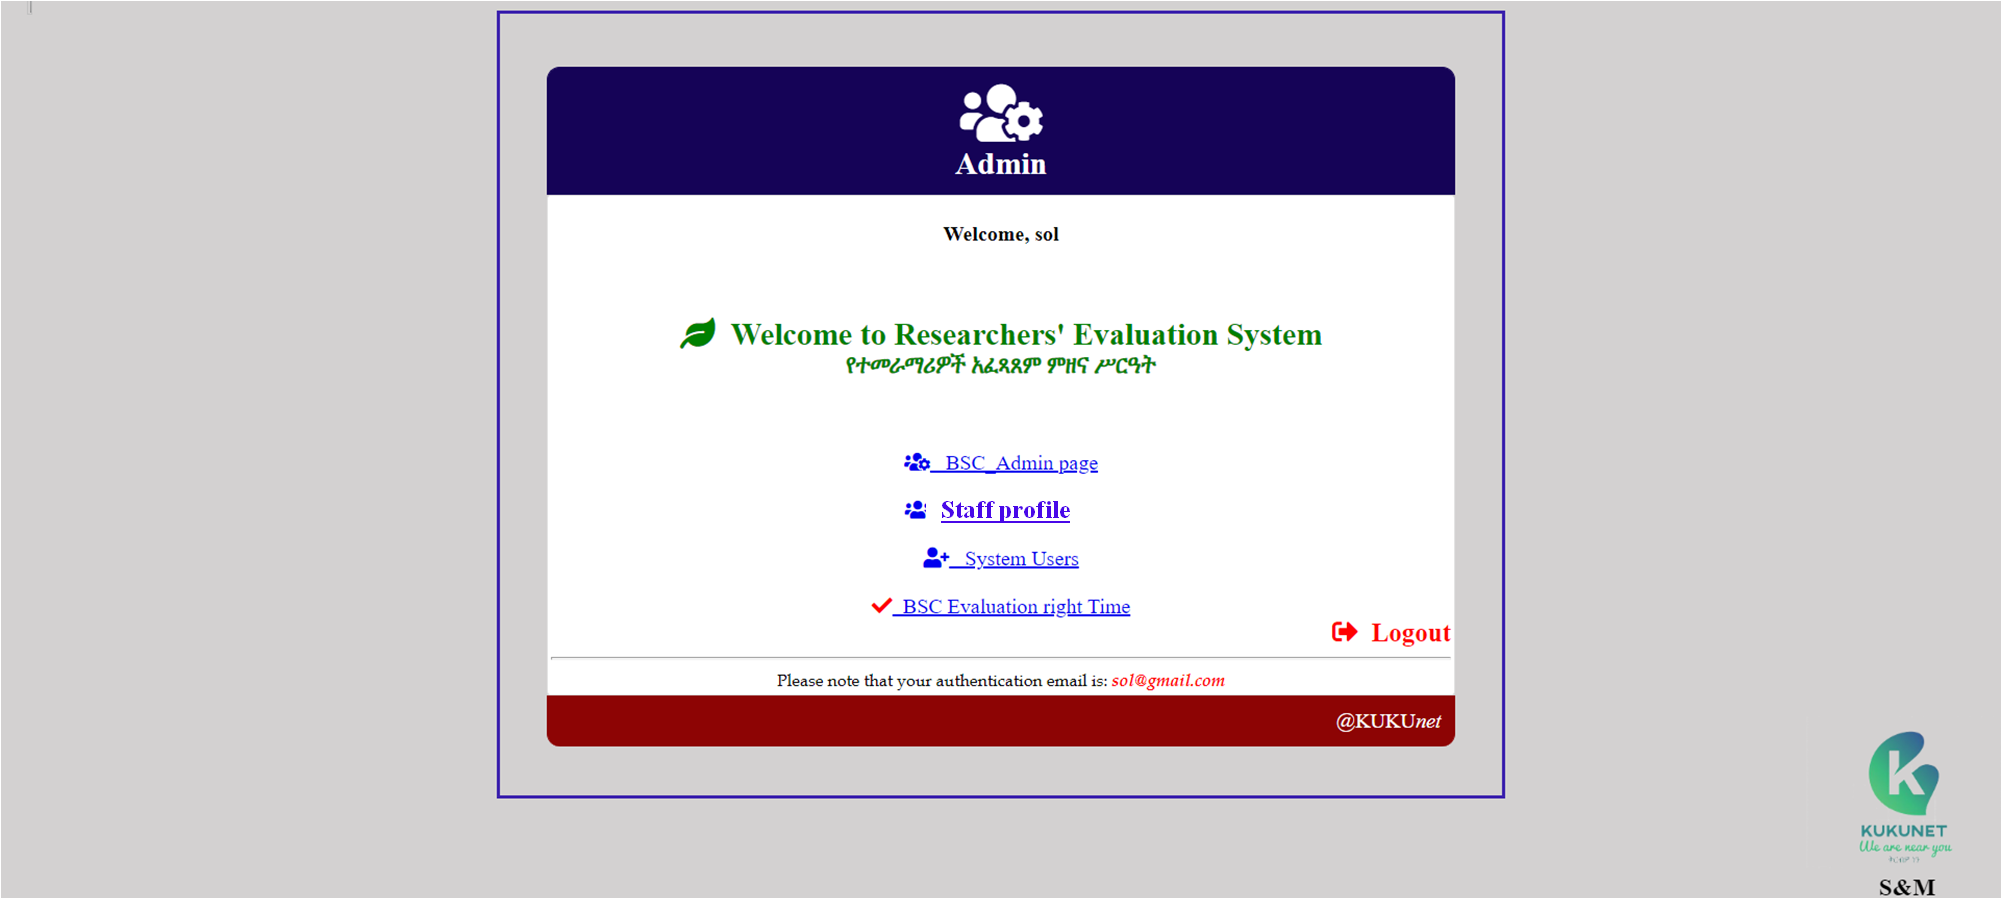 Admin
Welcome, sol
Welcome to Researchers' Evaluation System
የተመራማሪዎች አፈጻጸም ምዘና ሥርዓት
BSC_Admin page
Staff profile
System Users
BSC Evaluation right Time
Logout
Please note that your authentication email is: sol@gmail.com
@KUKUnet
KUKUNET
We are near you
S&M